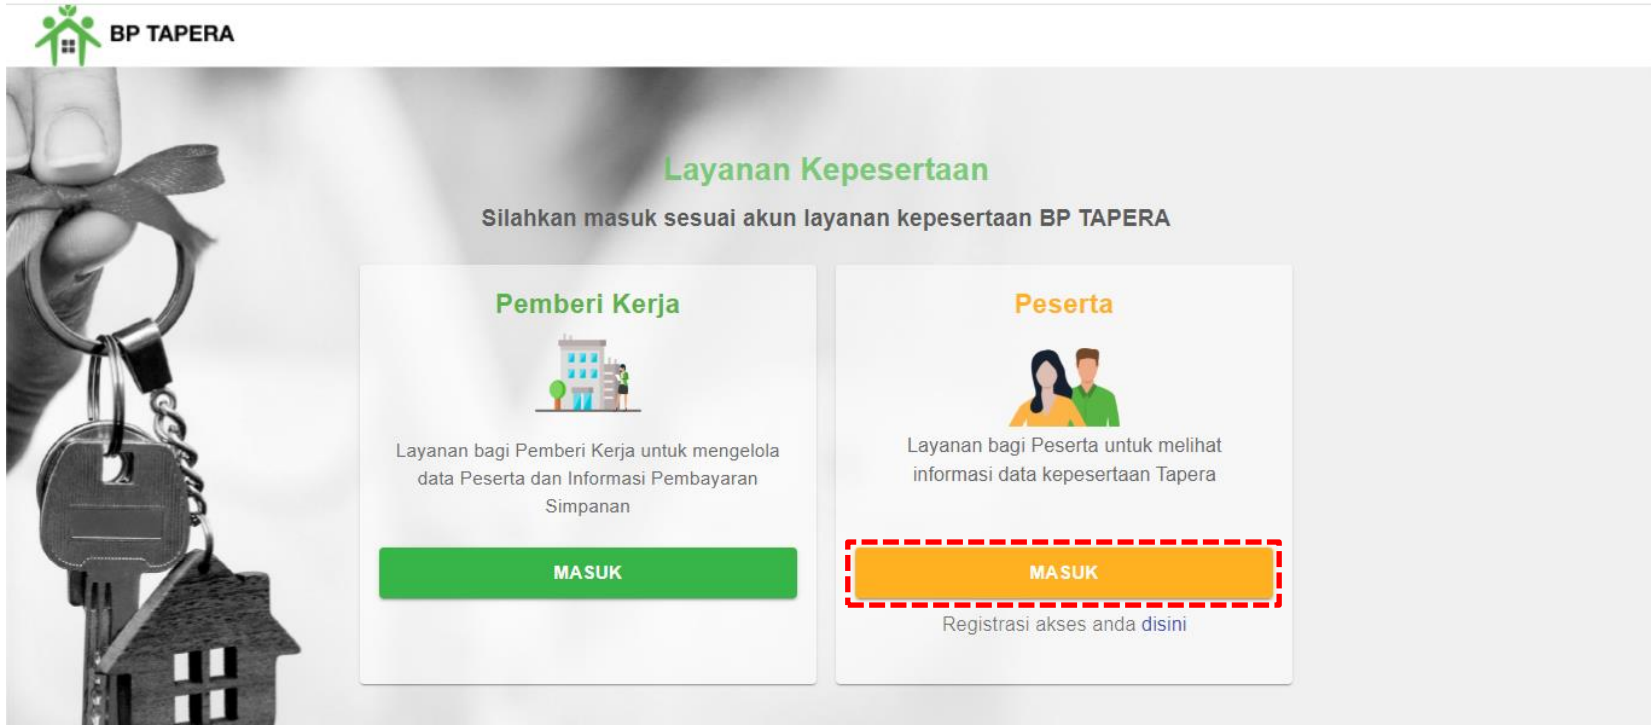 BP TAPERA
Layanan Kepesertaan
Silahkan masuk sesuai akun layanan kepesertaan BP TAPERA
Pemberi Kerja
Layanan bagi Pemberi Kerja untuk mengelola
data Peserta dan Informasi Pembayaran
Simpanan
MASUK
Peserta
Layanan bagi Peserta untuk melihat
informasi data kepesertaan Tapera
MASUK
Registrasi akses anda disini